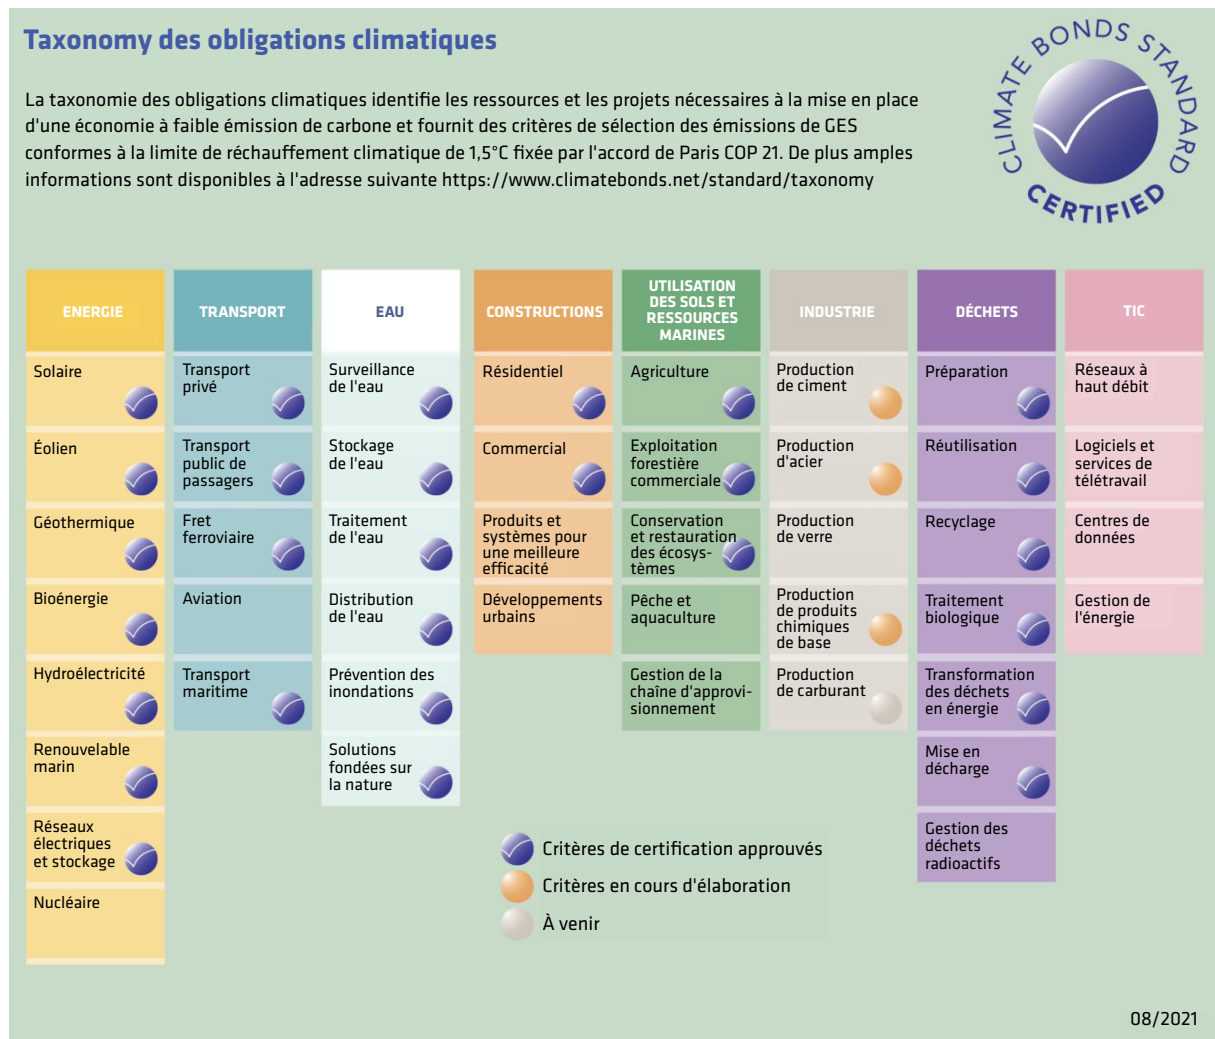 Taxonomy des obligations climatiques
CLIMATE BONDS STANDARD
CERTIFIED
La taxonomie des obligations climatiques identifie les ressources et les projets nécessaires à la mise en place
d'une économie à faible émission de carbone et fournit des critères de sélection des émissions de GES
conformes à la limite de réchauffement climatique de 1,5°C fixée par l'accord de Paris COP 21. De plus amples
informations sont disponibles à l'adresse suivante https://www.climatebonds.net/standard/taxonomy
ENERGIE
Solaire
Éolien
Géothermique
Bioénergie
Hydroélectricité
Renouvelable
marin
Réseaux
électriques
et stockage
Nucléaire
TRANSPORT
Transport
privé
Transport
public de
passagers
Fret
ferroviaire
Aviation
Transport
maritime
EAU
Surveillance
de l'eau
Stockage
de l'eau
Traitement
de l'eau
Distribution
de l'eau
Prévention des
inondations
Solutions
fondées sur
la nature
CONSTRUCTIONS
Résidentiel
Commercial
Produits et
systèmes pour
une meilleure
efficacité
Développements
urbains
UTILISATION
DES SOLS ET
RESSOURCES
MARINES
Agriculture
Exploitation
forestière
commerciale
Conservation
et restauration
des écosys-
tèmes
Pêche et
aquaculture
Gestion de la
chaîne d'approvi-
sionnement
INDUSTRIE
Production
de ciment
Production
d'acier
Production
de verre
Production
de produits
chimiques
de base
Production
de carburant
DÉCHETS
Préparation
Réutilisation
Recyclage
Traitement
biologique
Transformation
des déchets
en énergie
Mise en
décharge
Gestion des
déchets
radioactifs
TIC
Réseaux à
haut débit
Logiciels et
services de
télétravail
Centres de
données
Gestion de
l'énergie
Critères de certification approuvés
Critères en cours d'élaboration
À venir
08/2021